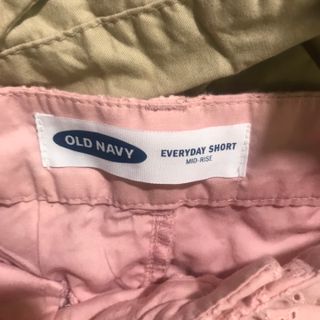 OLD NAVY
EVERYDAY SHORT
MID-RISE